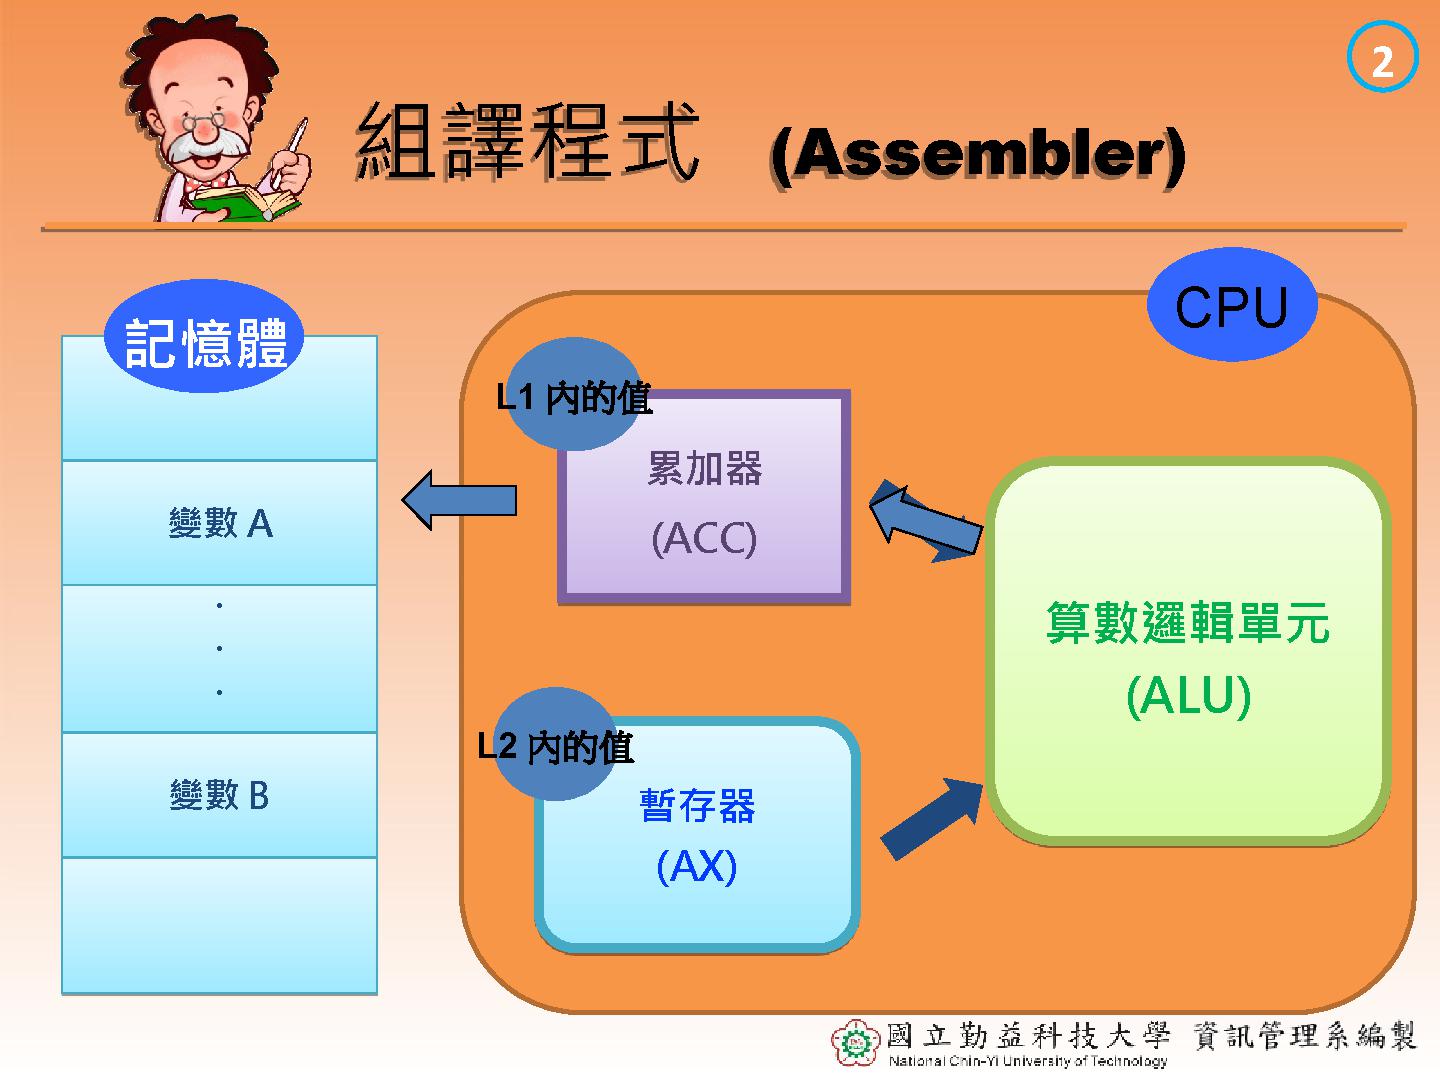 2
組譯程式 (Assembler)
記憶體
變數 A
.
.
.
變數 B
CPU
L1 內的值
累加器
(ACC)
算數邏輯單元
(ALU)
L2 內的值
暫存器
(AX)
國立勤益科技大學 資訊管理系編製
National Chin-Yi University of Technology